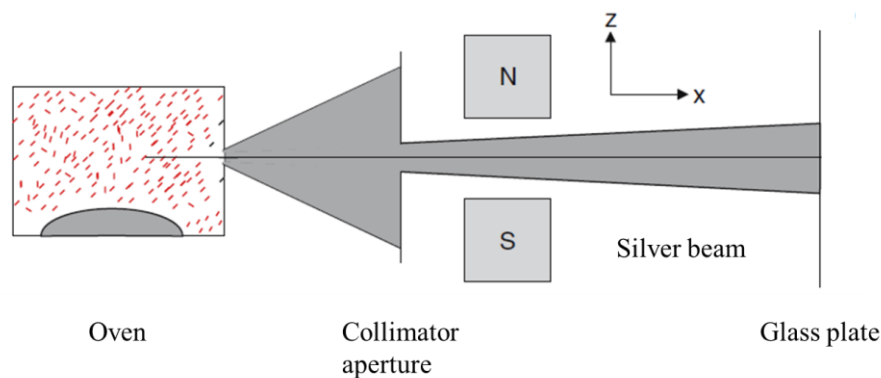 N
Z
X
S
Silver beam
Oven
Collimator
aperture
Glass plate